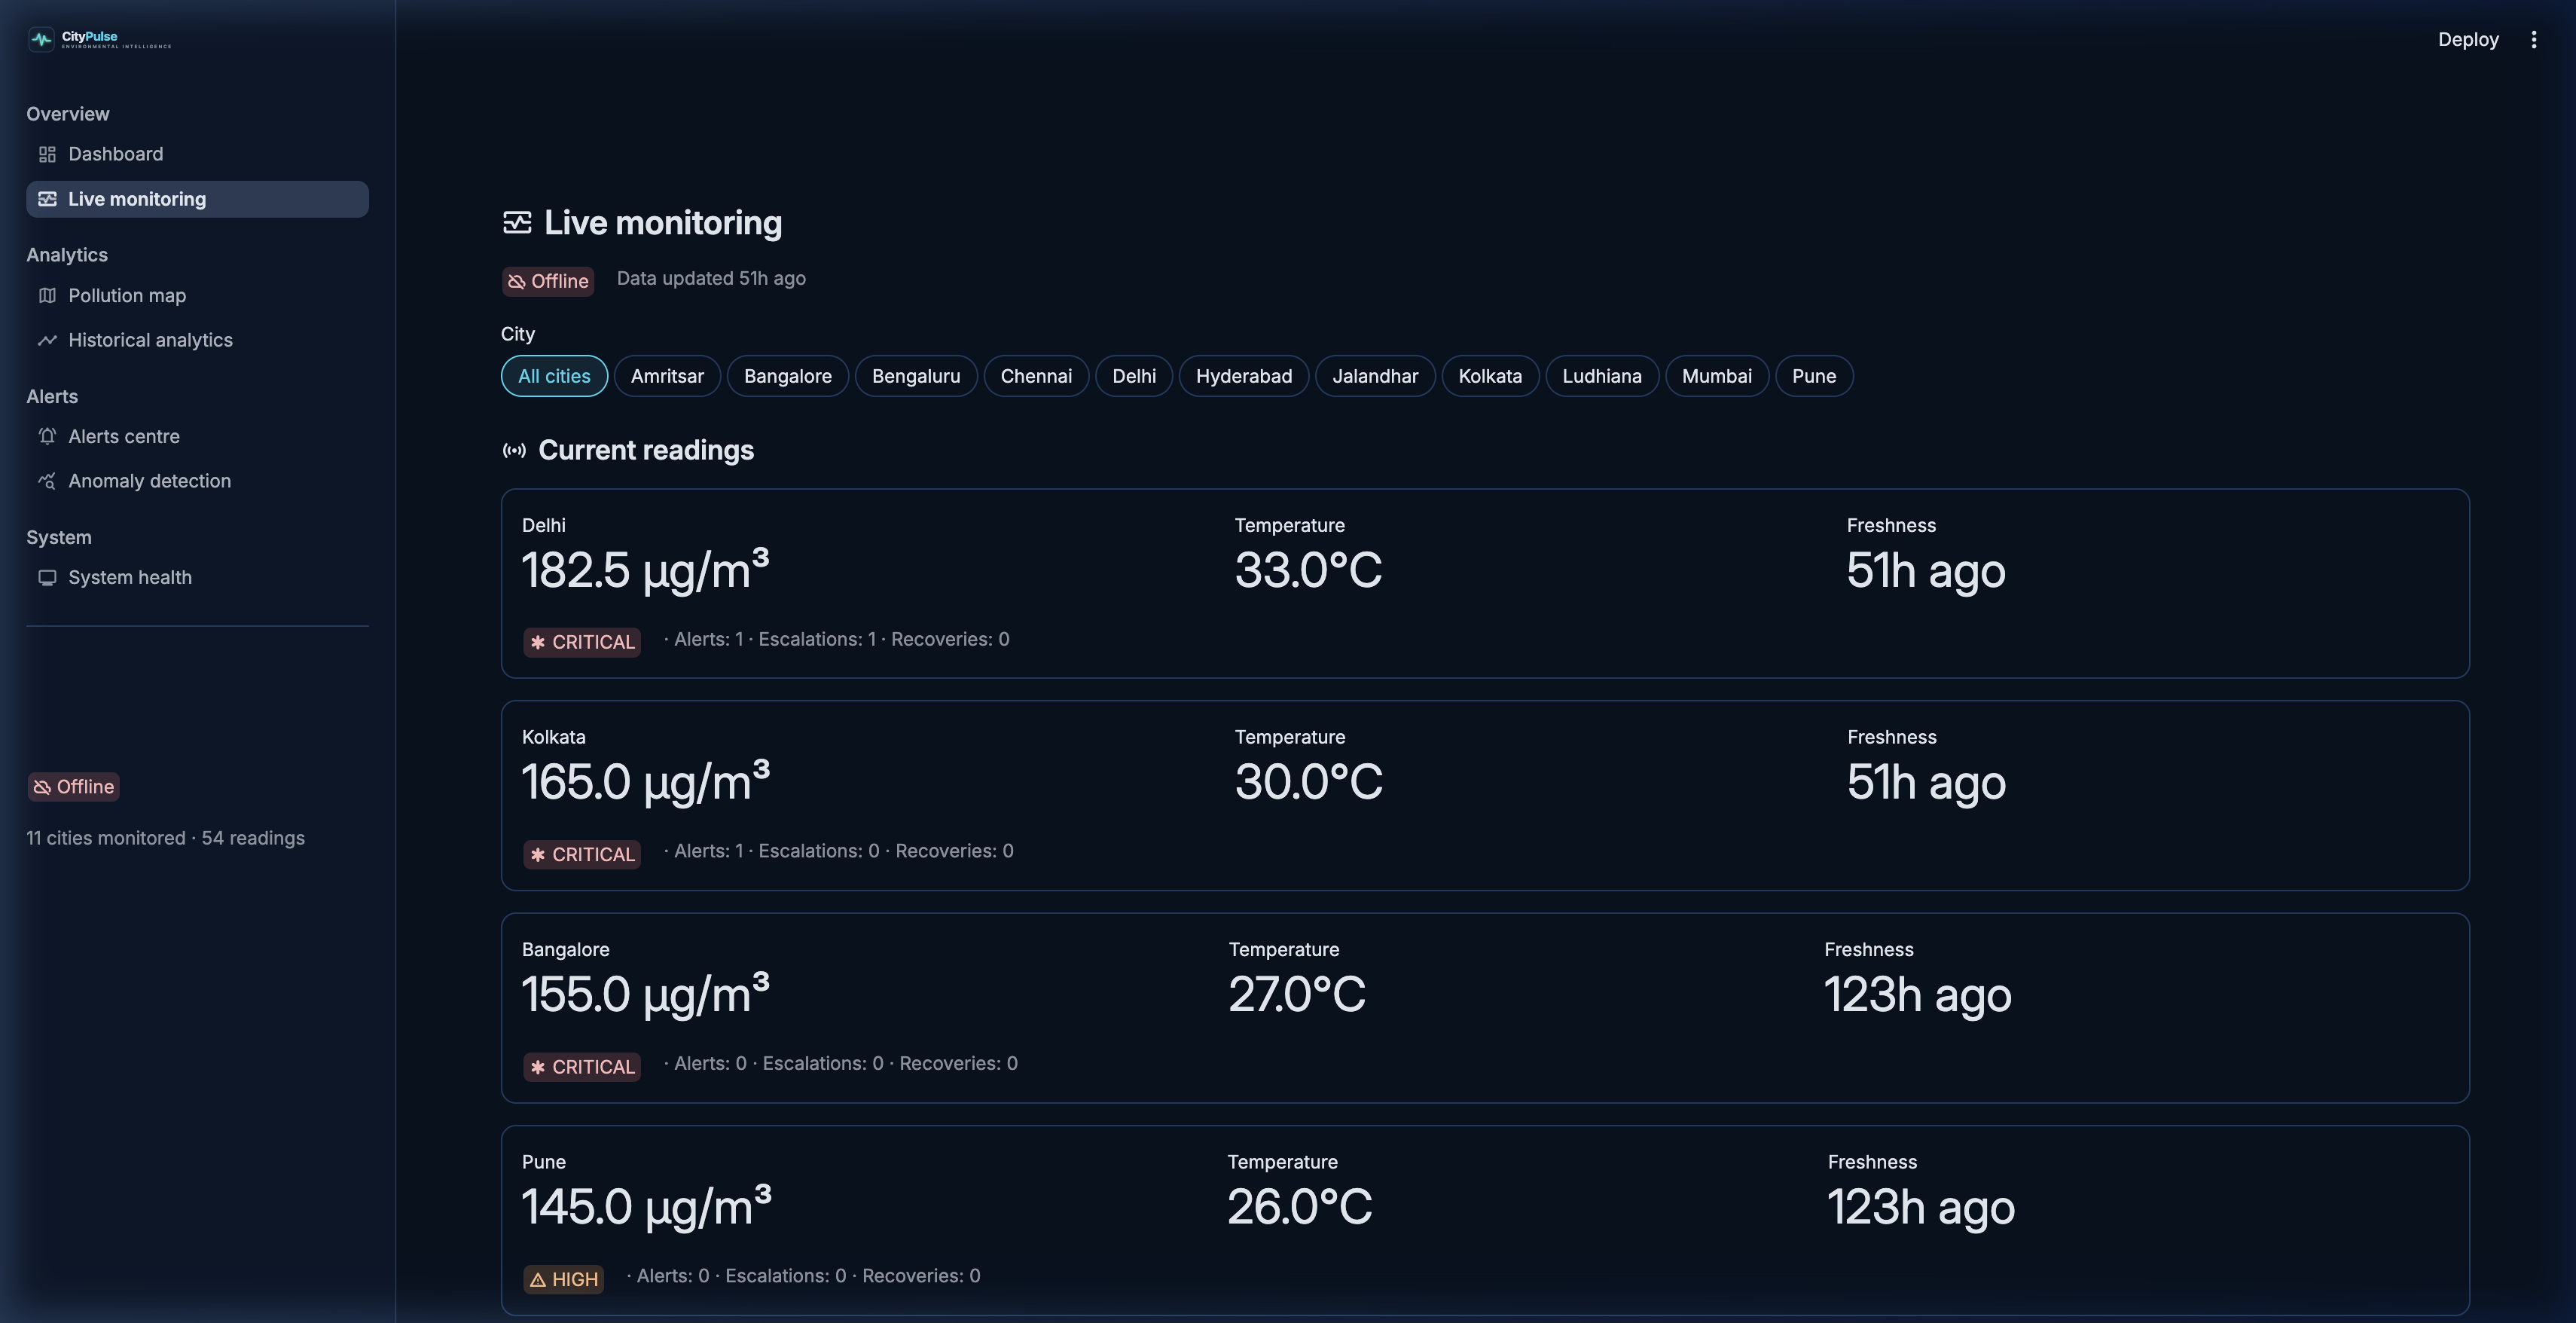 CityPulse
ENVIRONMENTAL INTELLIGENCE
Deploy
Overview
Dashboard
Live monitoring
Analytics
Pollution map
Historical analytics
Alerts
Alerts centre
Anomaly detection
System
System health
Offline
11 cities monitored · 54 readings
Live monitoring
Offline Data updated 51h ago
City
All cities Amritsar Bangalore Bengaluru Chennai Delhi Hyderabad Jalandhar Kolkata Ludhiana Mumbai Pune
Current readings
Delhi Temperature Freshness
182.5 µg/m³ 33.0°C 51h ago
CRITICAL · Alerts: 1 · Escalations: 1 · Recoveries: 0
Kolkata Temperature Freshness
165.0 µg/m³ 30.0°C 51h ago
CRITICAL · Alerts: 1 · Escalations: 0 · Recoveries: 0
Bangalore Temperature Freshness
155.0 µg/m³ 27.0°C 123h ago
CRITICAL · Alerts: 0 · Escalations: 0 · Recoveries: 0
Pune Temperature Freshness
145.0 µg/m³ 26.0°C 123h ago
HIGH · Alerts: 0 · Escalations: 0 · Recoveries: 0